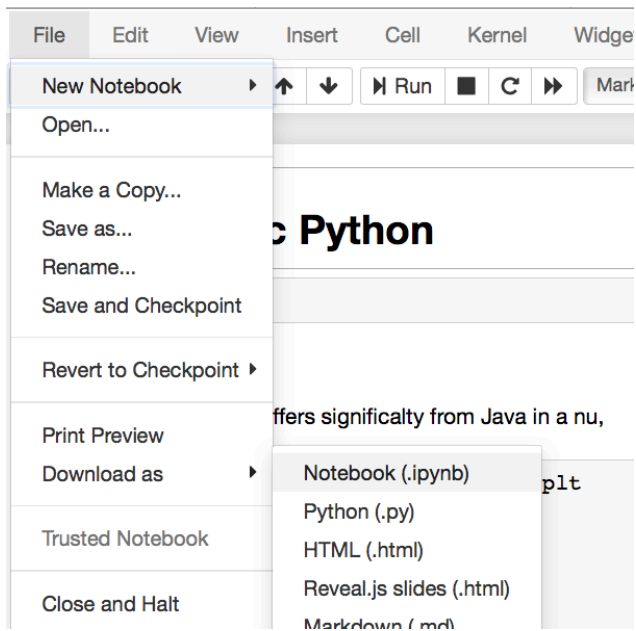 File Edit View Insert Cell Kernel
New Notebook Run
Open...
Make a Copy...
Save as... Python
Rename...
Save and Checkpoint
Revert to Checkpoint
ffers significalty from Java in a nu,
Print Preview
Download as Notebook (.ipynb) plt
Python (.py)
HTML (.html)
Trusted Notebook
Reveal.js slides (.html)
Close and Halt
Markdown (.md)